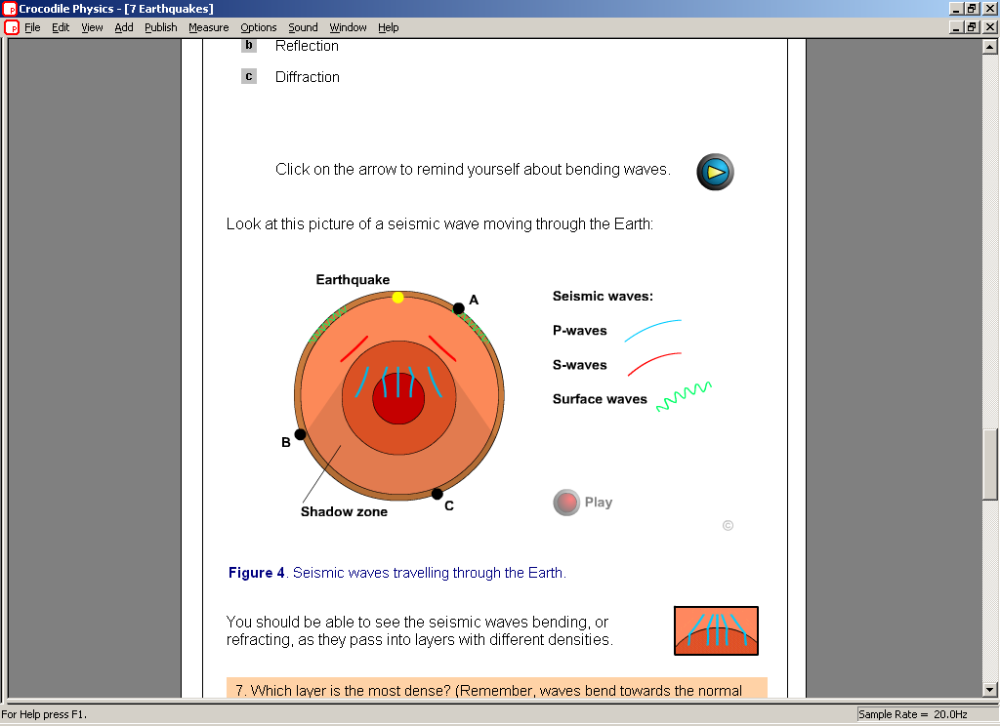 Crocodile Physics - [7 Earthquakes]
File Edit View Add Publish Measure Options Sound Window Help
b Reflection
c Diffraction
Click on the arrow to remind yourself about bending waves.
Look at this picture of a seismic wave moving through the Earth:
Earthquake
A
Seismic waves:
P-waves
S-waves
Surface waves
B
C
Shadow zone
Play
©
Figure 4. Seismic waves travelling through the Earth.
You should be able to see the seismic waves bending, or
refracting, as they pass into layers with different densities.
7. Which layer is the most dense? (Remember, waves bend towards the normal
For Help press F1.
Sample Rate = 20.0Hz